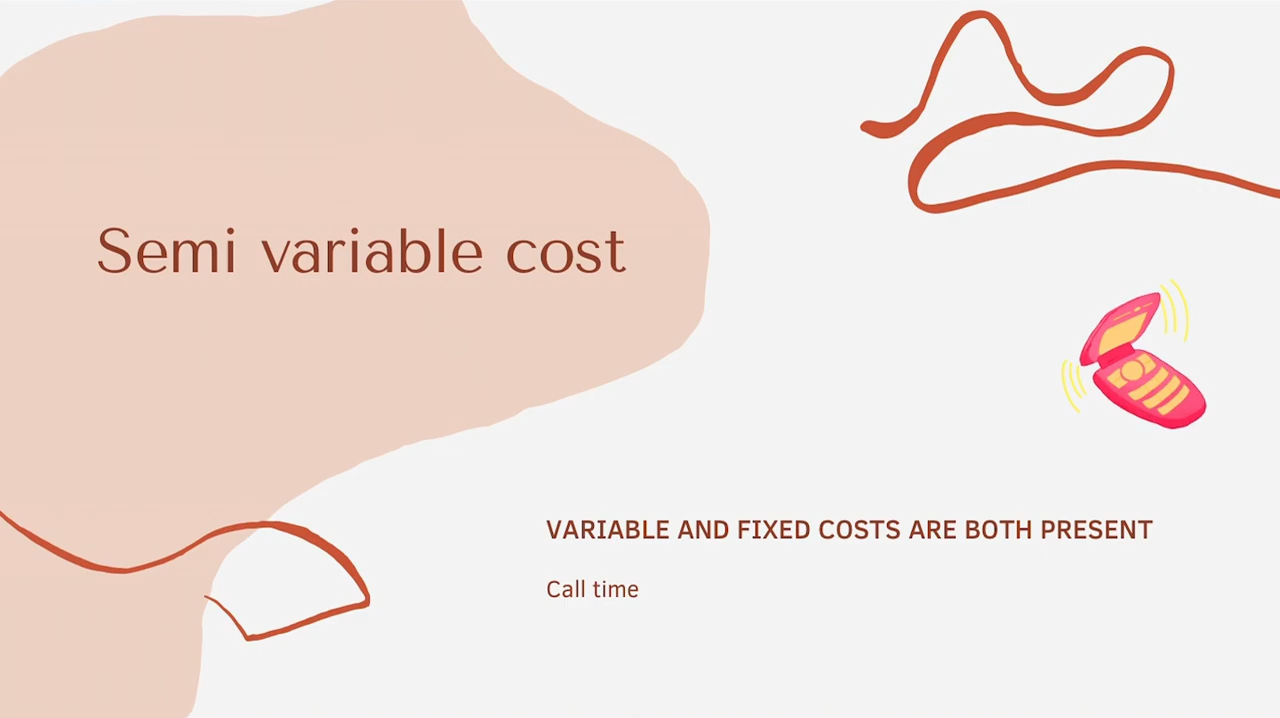 Semi variable cost
VARIABLE AND FIXED COSTS ARE BOTH PRESENT
Call time